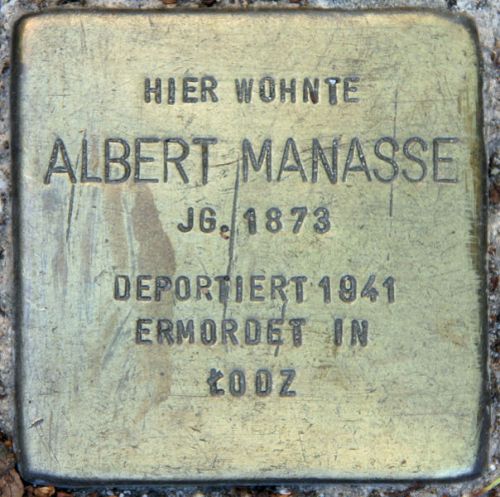 HIER WOHNTE
ALBERT MANASSE
JG. 1873
DEPORTIERT 1941
ERMORDET IN
ŁODZ